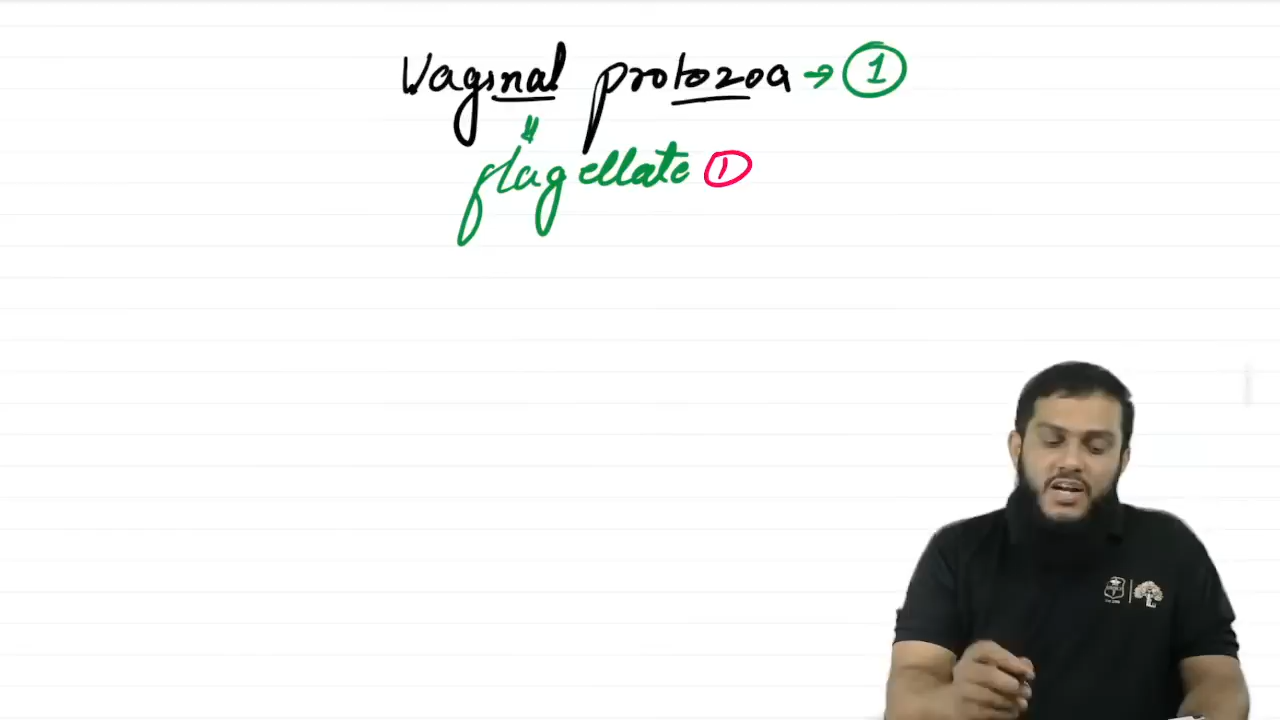 Vaginal protozoa → 1
flagellate 1